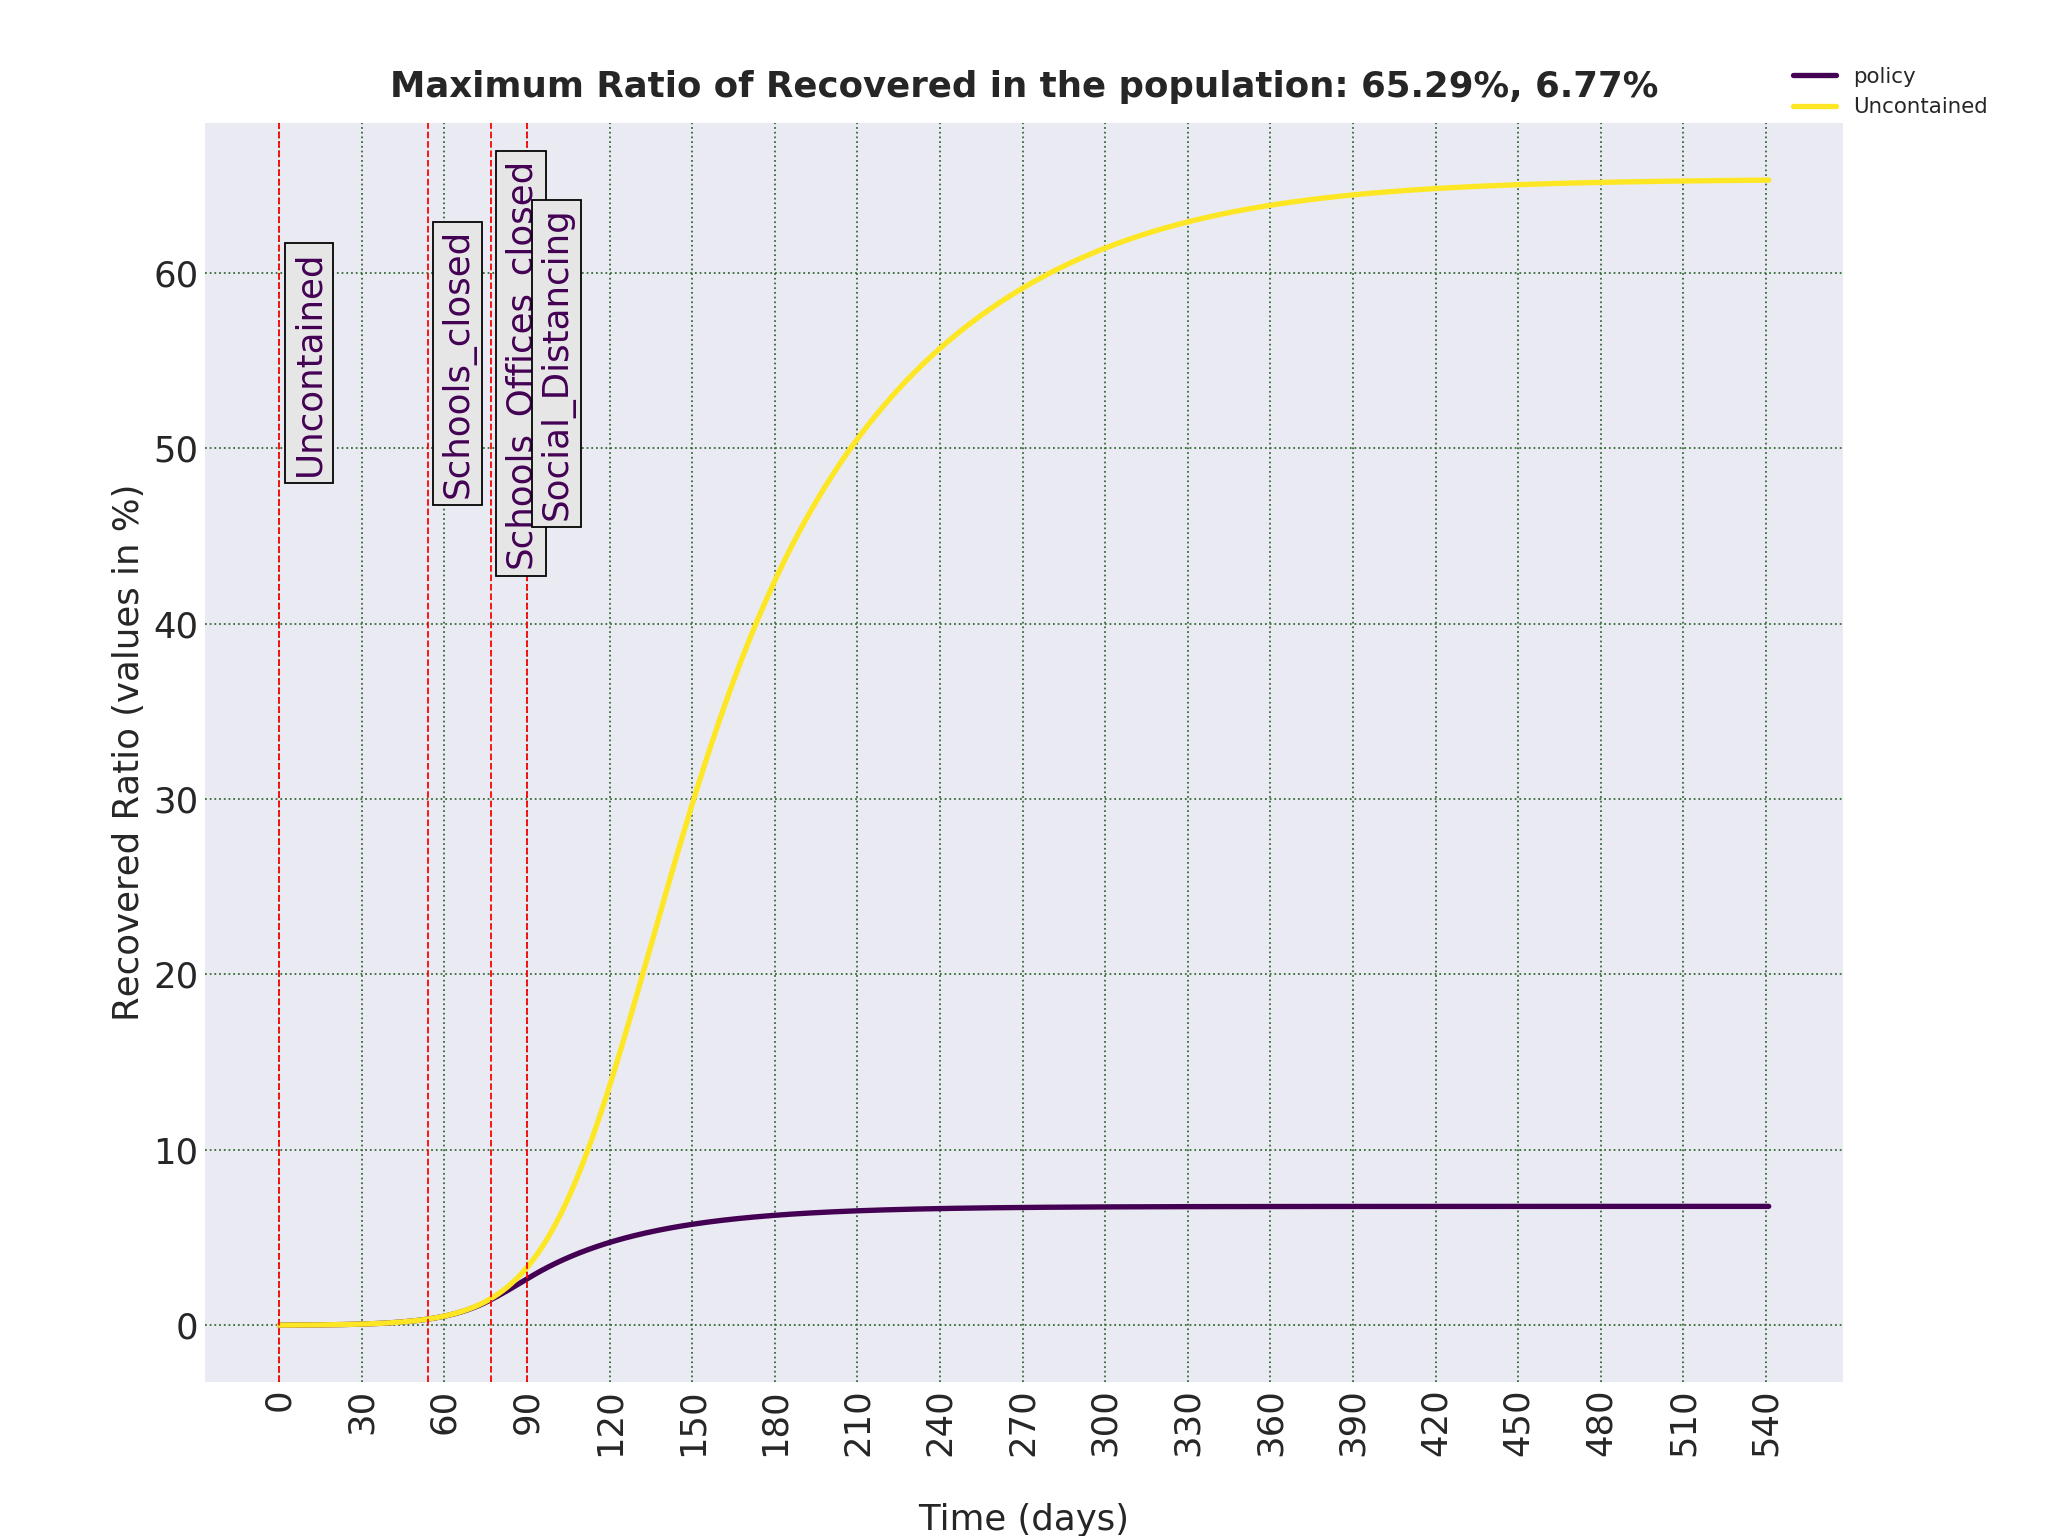 Maximum Ratio of Recovered in the population: 65.29%, 6.77%
policy
Uncontained
Uncontained
Schools_closed
Schools_Offices_closed
Social_Distancing
Recovered Ratio (values in %)
60
50
40
30
20
10
0
0 30 60 90 120 150 180 210 240 270 300 330 360 390 420 450 480 510 540
Time (days)